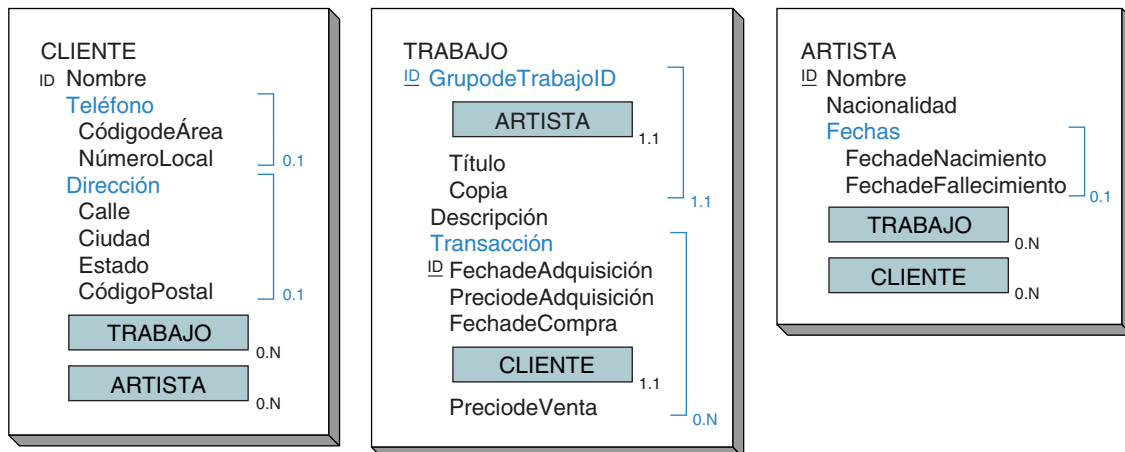 CLIENTE
ID Nombre
Teléfono
CódigodeÁrea
NúmeroLocal
0.1
Dirección
Calle
Ciudad
Estado
CódigoPostal
0.1
TRABAJO
0.N
ARTISTA
0.N
TRABAJO
ID GrupodeTrabajoID
ARTISTA
1.1
Título
Copia
1.1
Descripción
Transacción
ID FechadeAdquisición
PreciodeAdquisición
FechadeCompra
CLIENTE
1.1
PreciodeVenta
0.N
ARTISTA
ID Nombre
Nacionalidad
Fechas
FechadeNacimiento
FechadeFallecimiento
0.1
TRABAJO
0.N
CLIENTE
0.N